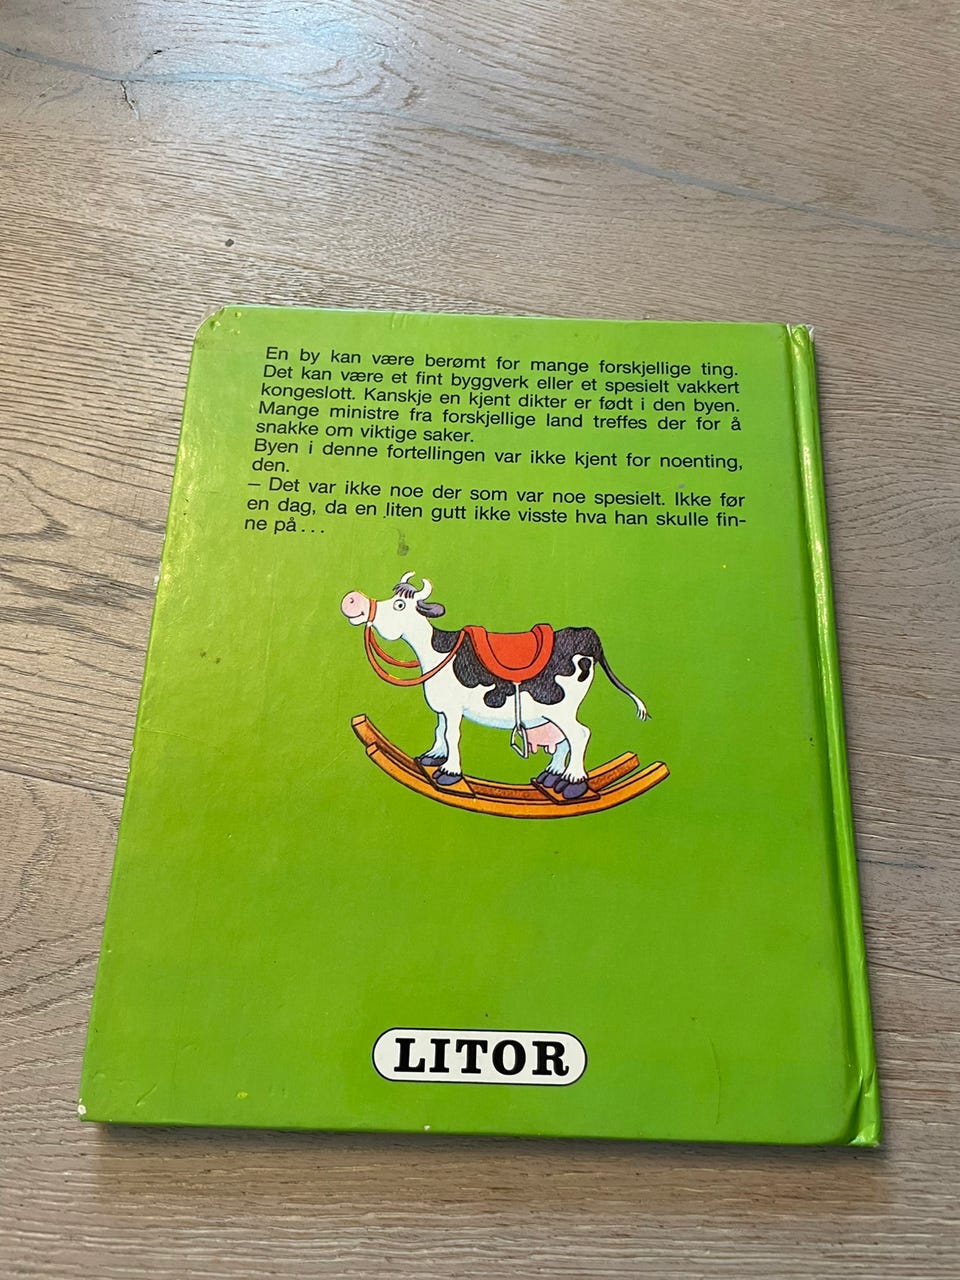 En by kan være berømt for mange forskjellige ting.
Det kan være et fint byggverk eller et spesielt vakkert
kongeslott. Kanskje en kjent dikter er født i den byen.
Mange ministre fra forskjellige land treffes der for å
snakke om viktige saker.
Byen i denne fortellingen var ikke kjent for noenting,
den.
– Det var ikke noe der som var noe spesielt. Ikke før
en dag, da en liten gutt ikke visste hva han skulle fin-
ne på...
LITOR